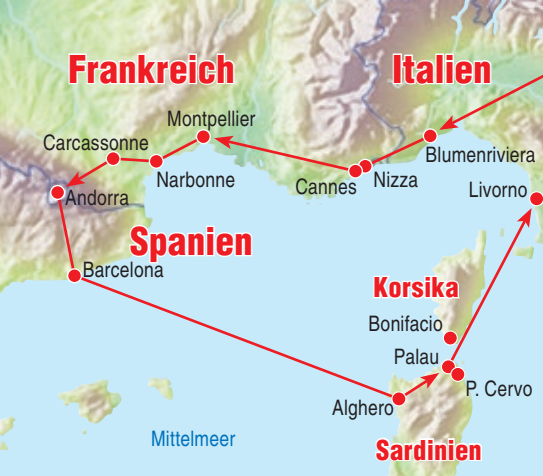 Frankreich
Italien
Montpellier
Carcassonne
Blumenriviera
Narbonne
Cannes
Nizza
Livorno
Andorra
Spanien
Barcelona
Korsika
Bonifacio
Palau
P. Cervo
Alghero
Mittelmeer
Sardinien